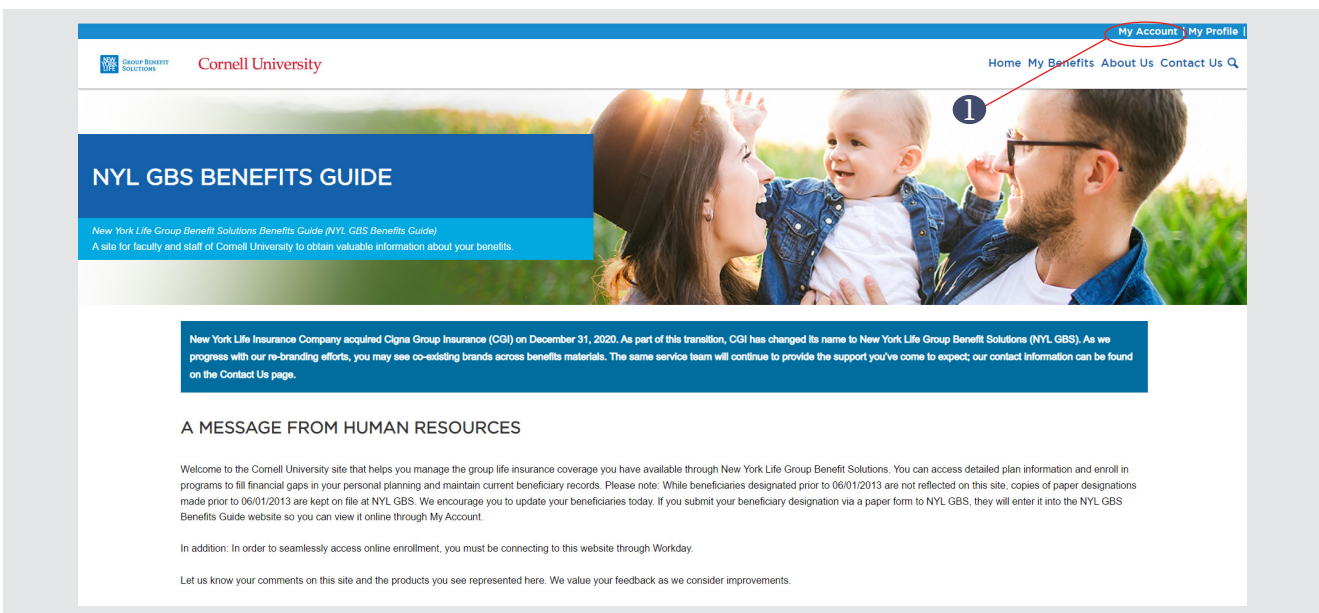 My Account | My Profile |
NEW YORK LIFE
GROUP BENEFIT
SOLUTIONS
Cornell University
Home My Benefits About Us Contact Us
1
NYL GBS BENEFITS GUIDE
New York Life Group Benefit Solutions Benefits Guide (NYL GBS Benefits Guide)
A site for faculty and staff of Cornell University to obtain valuable information about your benefits.
New York Life Insurance Company acquired Cigna Group Insurance (CGI) on December 31, 2020. As part of this transition, CGI has changed its name to New York Life Group Benefit Solutions (NYL GBS). As we
progress with our re-branding efforts, you may see co-existing brands across benefits materials. The same service team will continue to provide the support you've come to expect; our contact information can be found
on the Contact Us page.
A MESSAGE FROM HUMAN RESOURCES
Welcome to the Cornell University site that helps you manage the group life insurance coverage you have available through New York Life Group Benefit Solutions. You can access detailed plan information and enroll in
programs to fill financial gaps in your personal planning and maintain current beneficiary records. Please note: While beneficiaries designated prior to 06/01/2013 are not reflected on this site, copies of paper designations
made prior to 06/01/2013 are kept on file at NYL GBS. We encourage you to update your beneficiaries today. If you submit your beneficiary designation via a paper form to NYL GBS, they will enter it into the NYL GBS
Benefits Guide website so you can view it online through My Account.
In addition: In order to seamlessly access online enrollment, you must be connecting to this website through Workday.
Let us know your comments on this site and the products you see represented here. We value your feedback as we consider improvements.